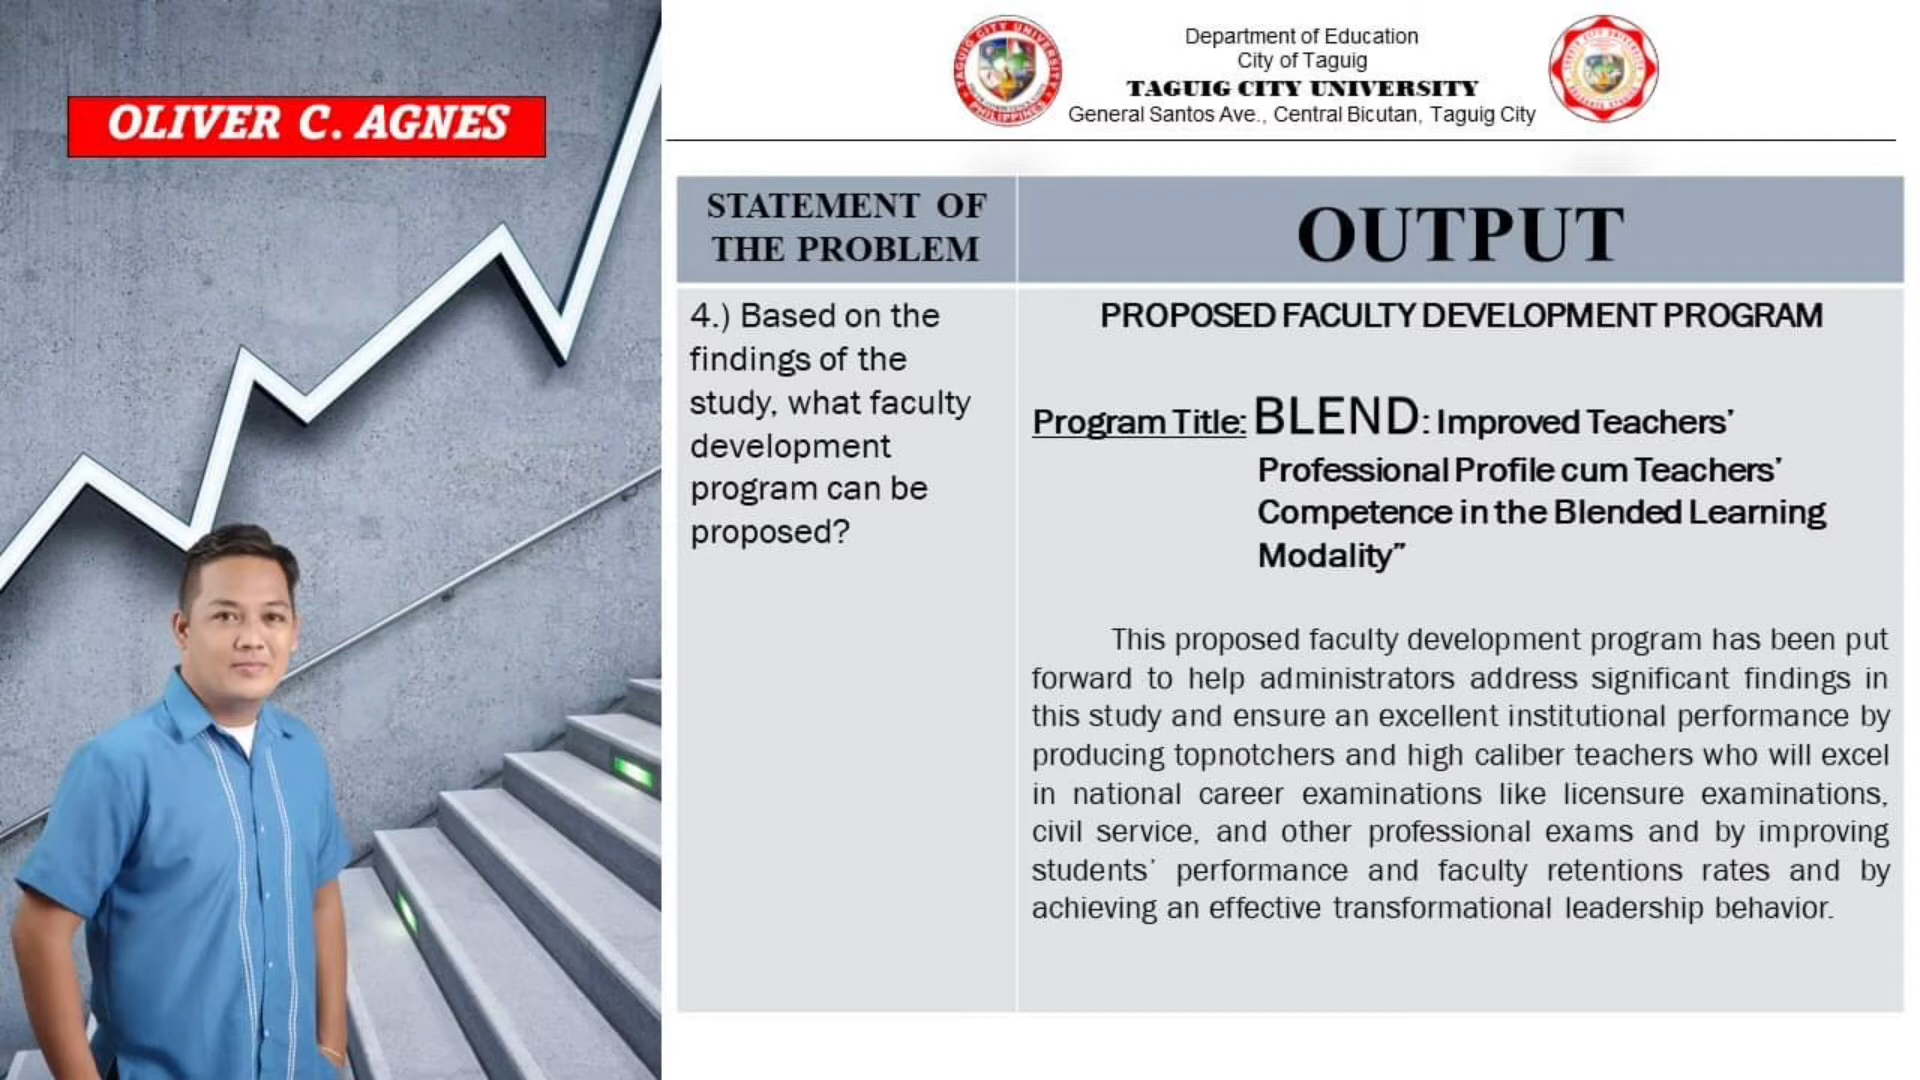 OLIVER C. AGNES
Department of Education
City of Taguig
TAGUIG CITY UNIVERSITY
General Santos Ave., Central Bicutan, Taguig City
TAGUIG CITY UNIVERSITY
PHILIPPINES
STATEMENT OF
THE PROBLEM
OUTPUT
4.) Based on the
findings of the
study, what faculty
development
program can be
proposed?
PROPOSED FACULTY DEVELOPMENT PROGRAM
Program Title: BLEND: Improved Teachers’
Professional Profile cum Teachers’
Competence in the Blended Learning
Modality”
This proposed faculty development program has been put
forward to help administrators address significant findings in
this study and ensure an excellent institutional performance by
producing topnotchers and high caliber teachers who will excel
in national career examinations like licensure examinations,
civil service, and other professional exams and by improving
students’ performance and faculty retentions rates and by
achieving an effective transformational leadership behavior.